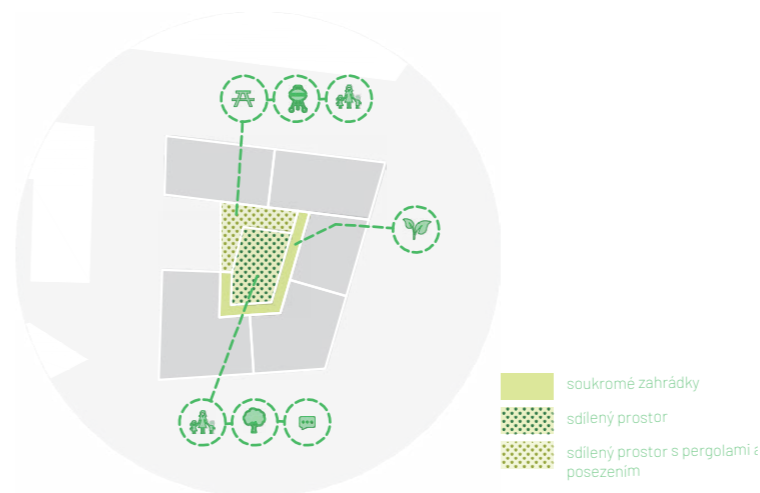 soukromé zahrádky
sdílený prostor
sdílený prostor s pergolami a
posezením